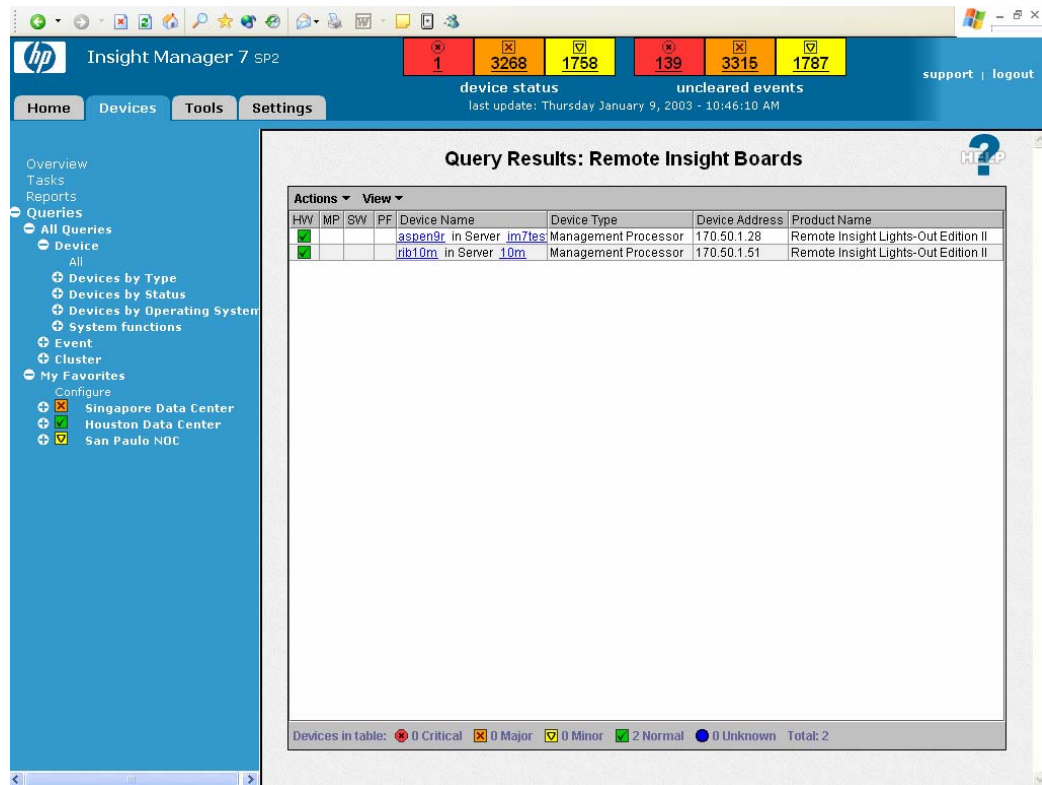 hp Insight Manager 7 SP2
1 3268 1758 139 3315 1787
device status uncleared events
last update: Thursday January 9, 2003 - 10:46:10 AM
support | logout
Home Devices Tools Settings
Overview
Tasks
Reports
Queries
All Queries
Device
All
Devices by Type
Devices by Status
Devices by Operating System
System functions
Event
Cluster
My Favorites
Configure
Singapore Data Center
Houston Data Center
San Paulo NOC
Query Results: Remote Insight Boards
HELP
Actions View
HW MP SW PF Device Name Device Type Device Address Product Name
aspen9r in Server im7tes Management Processor 170.50.1.28 Remote Insight Lights-Out Edition II
rib10m in Server 10m Management Processor 170.50.1.51 Remote Insight Lights-Out Edition II
Devices in table: 0 Critical 0 Major 0 Minor 2 Normal 0 Unknown Total: 2